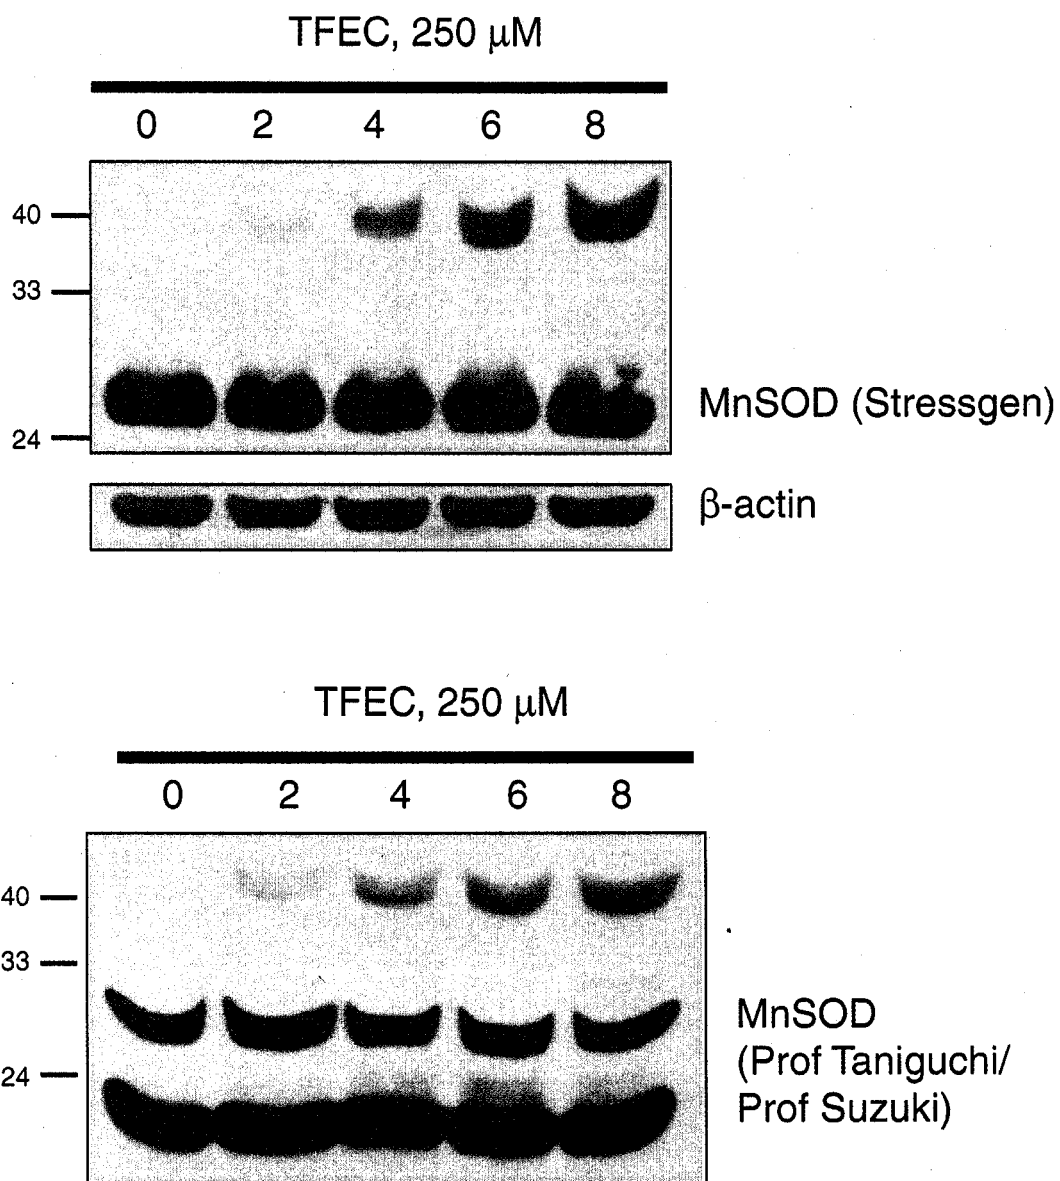 TFEC, 250 μM
0 2 4 6 8
40
33
24
MnSOD (Stressgen)
β-actin
TFEC, 250 μM
0 2 4 6 8
40
33
24
MnSOD
(Prof Taniguchi/
Prof Suzuki)